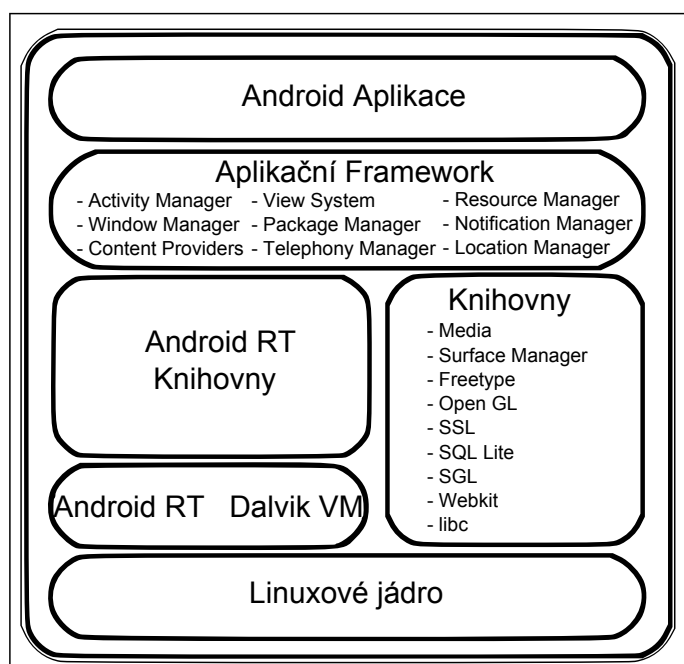 Android Aplikace
Aplikační Framework
- Activity Manager - View System - Resource Manager
- Window Manager - Package Manager - Notification Manager
- Content Providers - Telephony Manager - Location Manager
Android RT
Knihovny
Knihovny
- Media
- Surface Manager
- Freetype
- Open GL
- SSL
- SQL Lite
- SGL
- Webkit
- libc
Android RT Dalvik VM
Linuxové jádro